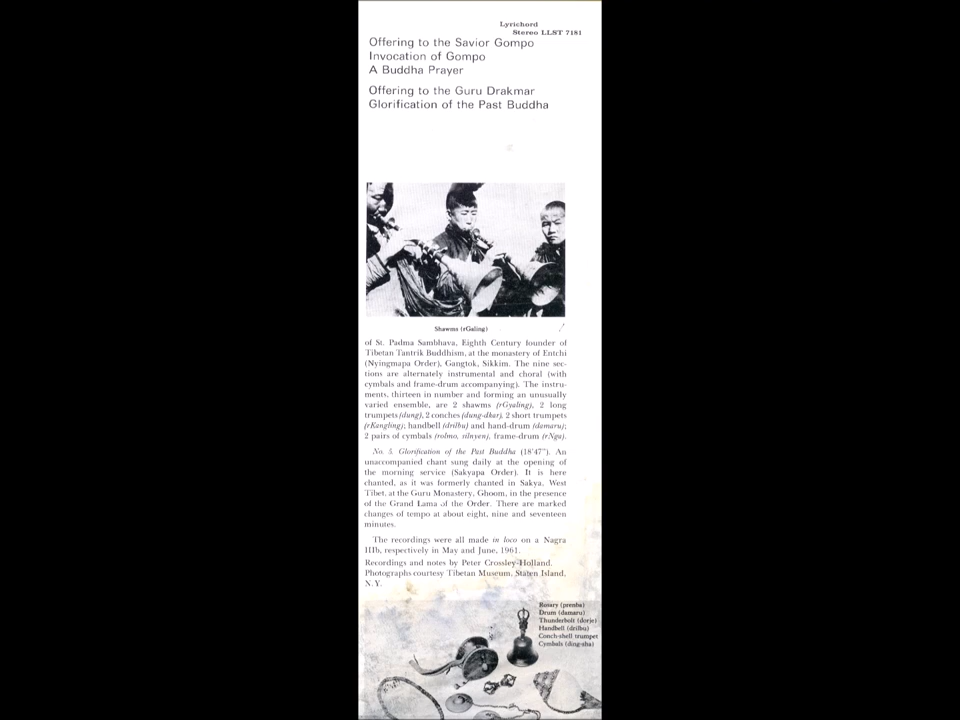 Lyrichord
Stereo LLST 7181
Offering to the Savior Gompo
Invocation of Gompo
A Buddha Prayer
Offering to the Guru Drakmar
Glorification of the Past Buddha
Shawms (rGaling)
of St. Padma Sambhava, Eighth Century founder of
Tibetan Tantrik Buddhism, at the monastery of Entchi
(Nyingmapa Order), Gangtok, Sikkim. The nine sec-
tions are alternately instrumental and choral (with
cymbals and frame-drum accompanying). The instru-
ments, thirteen in number and forming an unusually
varied ensemble, are 2 shawms (rGyaling), 2 long
trumpets (dung), 2 conches (dung-dkar), 2 short trumpets
(rKangling); handbell (drilbu) and hand-drum (damaru);
2 pairs of cymbals (rolmo, silnyen), frame-drum (rNga).
No. 5. Glorification of the Past Buddha (18'47"). An
unaccompanied chant sung daily at the opening of
the morning service (Sakyapa Order). It is here
chanted, as it was formerly chanted in Sakya, West
Tibet, at the Guru Monastery, Ghoom, in the presence
of the Grand Lama of the Order. There are marked
changes of tempo at about eight, nine and seventeen
minutes.
The recordings were all made in loco on a Nagra
IIIb, respectively in May and June, 1961.
Recordings and notes by Peter Crossley-Holland.
Photographs courtesy Tibetan Museum, Staten Island,
N.Y.
Rosary (prenba)
Drum (damaru)
Thunderbolt (dorje)
Handbell (drilbu)
Conch-shell trumpet
Cymbals (ding-sha)